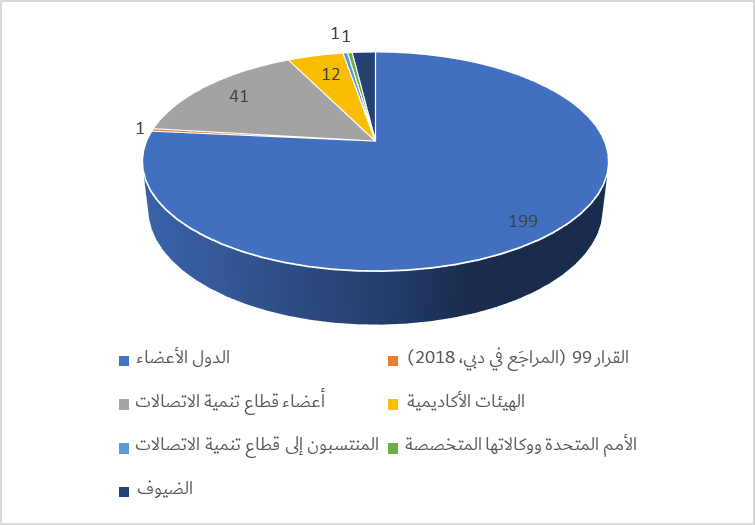 1 1
12
41
1
199
الدول الأعضاء
القرار 99 (المراجَع في دبي، 2018)
أعضاء قطاع تنمية الاتصالات
الهيئات الأكاديمية
المنتسبون إلى قطاع تنمية الاتصالات
الأمم المتحدة ووكالاتها المتخصصة
الضيوف